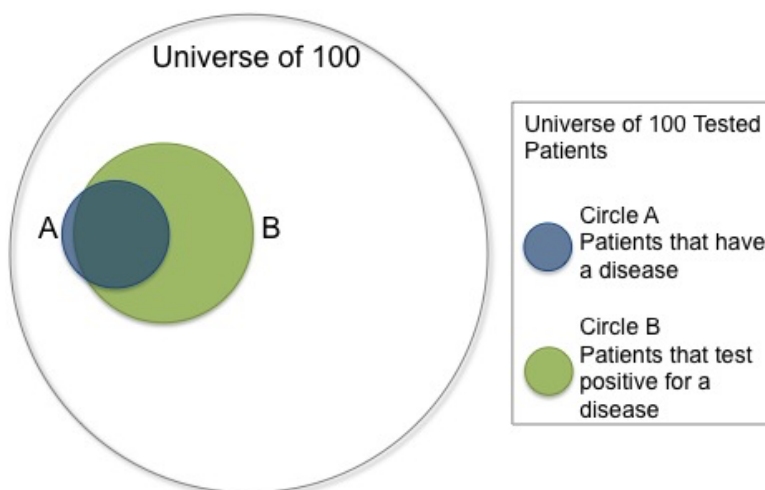 Universe of 100
A
B
Universe of 100 Tested
Patients
Circle A
Patients that have
a disease
Circle B
Patients that test
positive for a
disease